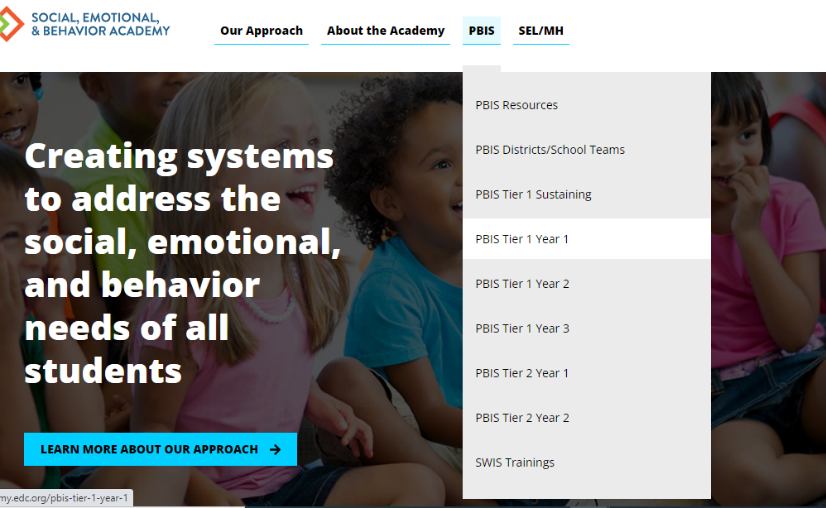 SOCIAL, EMOTIONAL,
& BEHAVIOR ACADEMY
Our Approach
About the Academy
PBIS
SEL/MH
PBIS Resources
PBIS Districts/School Teams
PBIS Tier 1 Sustaining
PBIS Tier 1 Year 1
PBIS Tier 1 Year 2
PBIS Tier 1 Year 3
PBIS Tier 2 Year 1
PBIS Tier 2 Year 2
SWIS Trainings
Creating systems
to address the
social, emotional,
and behavior
needs of all
students
LEARN MORE ABOUT OUR APPROACH →
my.edc.org/pbis-tier-1-year-1